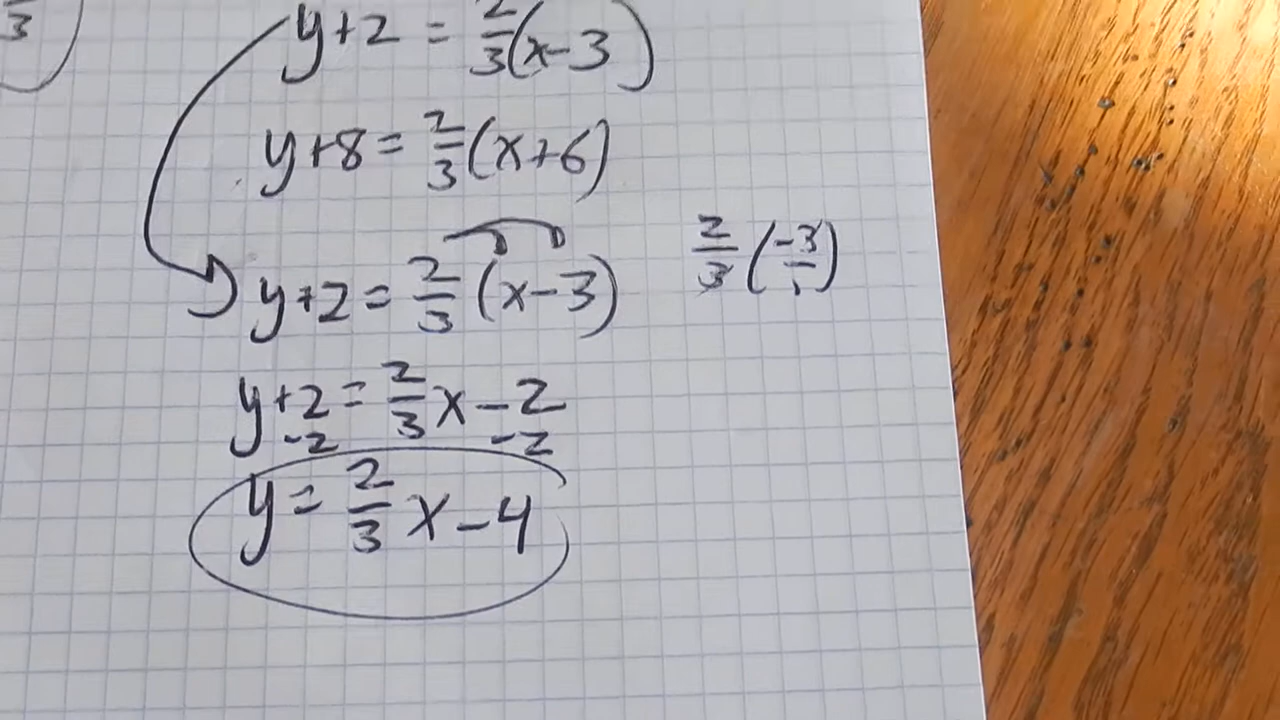 3
y+2 = 2/3(x-3)
y+8 = 2/3(x+6)
y+2 = 2/3(x-3)
2/3(-3/1)
y+2 = 2/3x-2
-2 -2
y = 2/3x-4